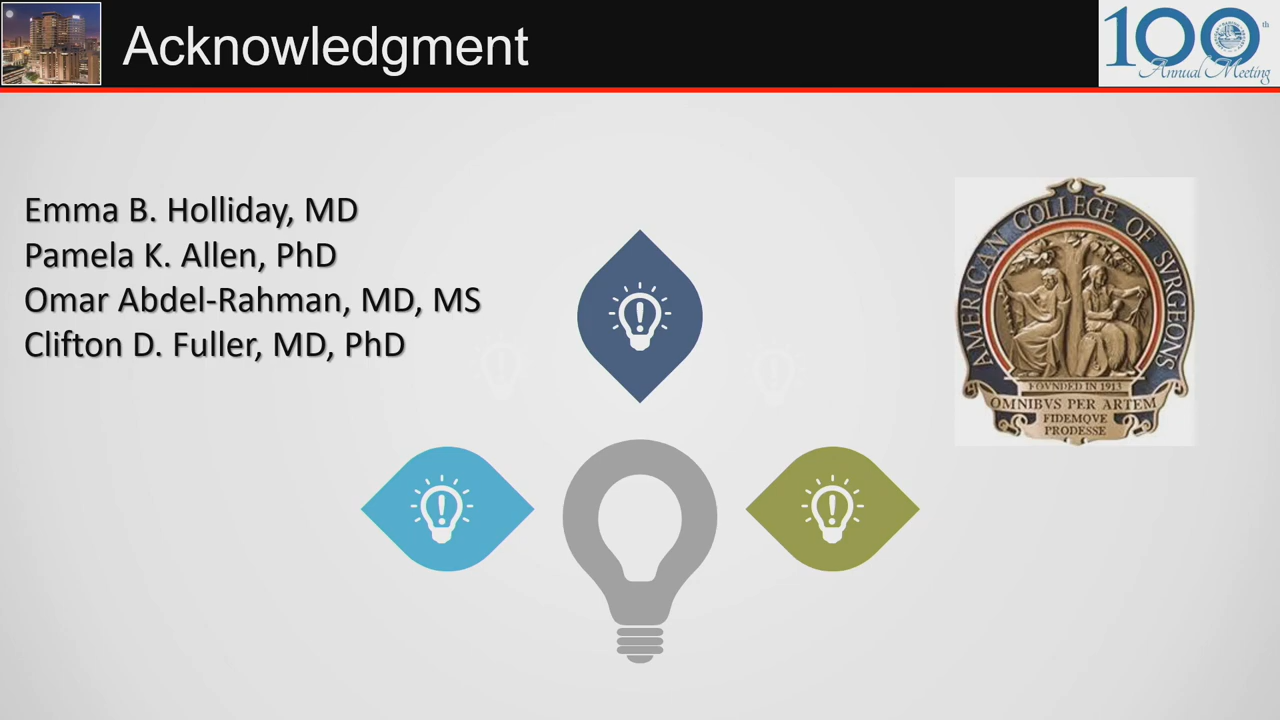 Acknowledgment
100th
Annual Meeting
Emma B. Holliday, MD
Pamela K. Allen, PhD
Omar Abdel-Rahman, MD, MS
Clifton D. Fuller, MD, PhD
AMERICAN COLLEGE OF SVRGEONS
FOVNDED IN 1913
OMNIBVS PER ARTEM
FIDEMQVE
PRODESSE